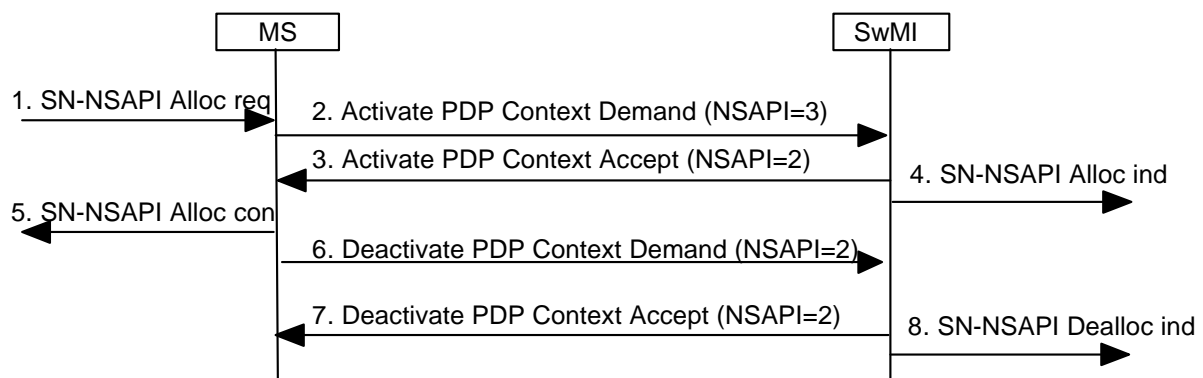 MS
SwMI
1. SN-NSAPI Alloc req
2. Activate PDP Context Demand (NSAPI=3)
3. Activate PDP Context Accept (NSAPI=2)
4. SN-NSAPI Alloc ind
5. SN-NSAPI Alloc con
6. Deactivate PDP Context Demand (NSAPI=2)
7. Deactivate PDP Context Accept (NSAPI=2)
8. SN-NSAPI Dealloc ind